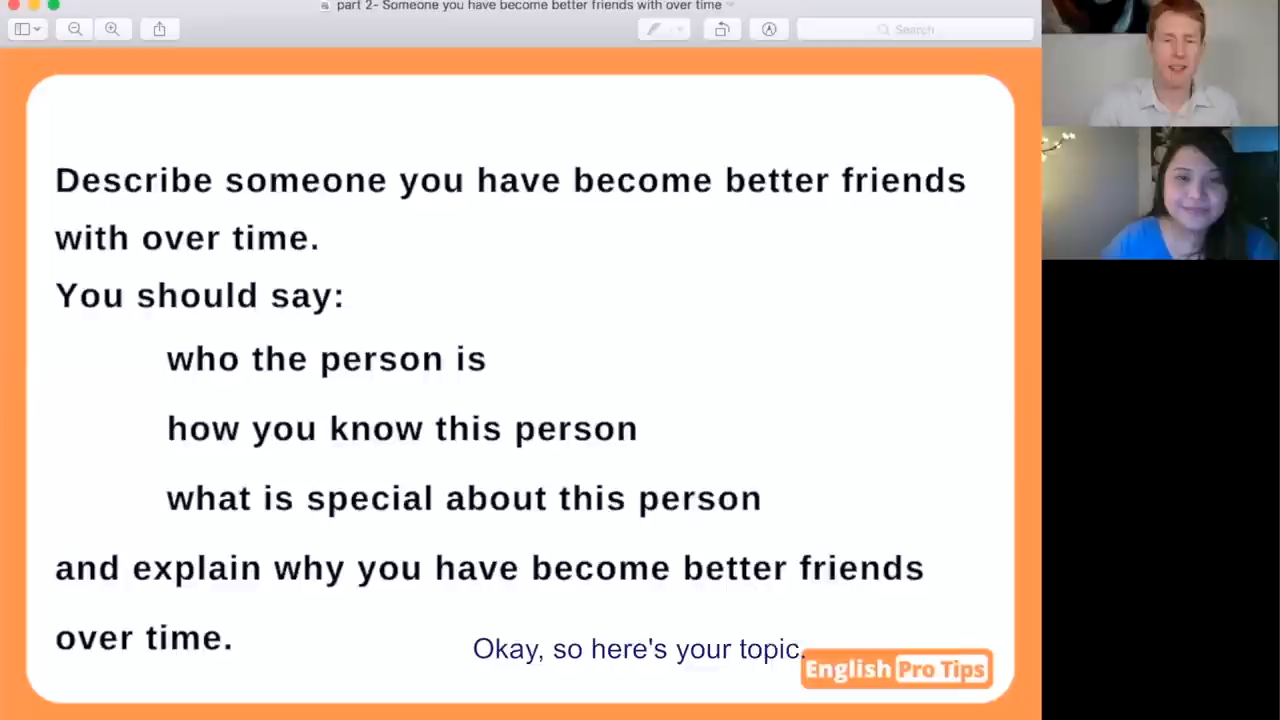 part 2- Someone you have become better friends with over time
Search
Describe someone you have become better friends
with over time.
You should say:
who the person is
how you know this person
what is special about this person
and explain why you have become better friends
over time.
Okay, so here's your topic.
English Pro Tips